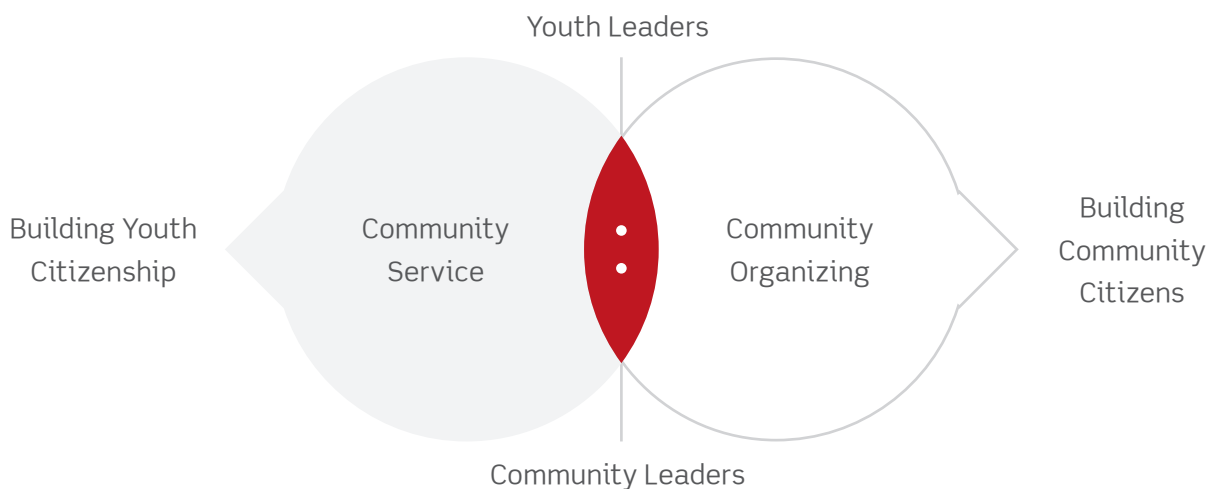 Youth Leaders
Building Youth
Citizenship
Community
Service
Community
Organizing
Building
Community
Citizens
Community Leaders